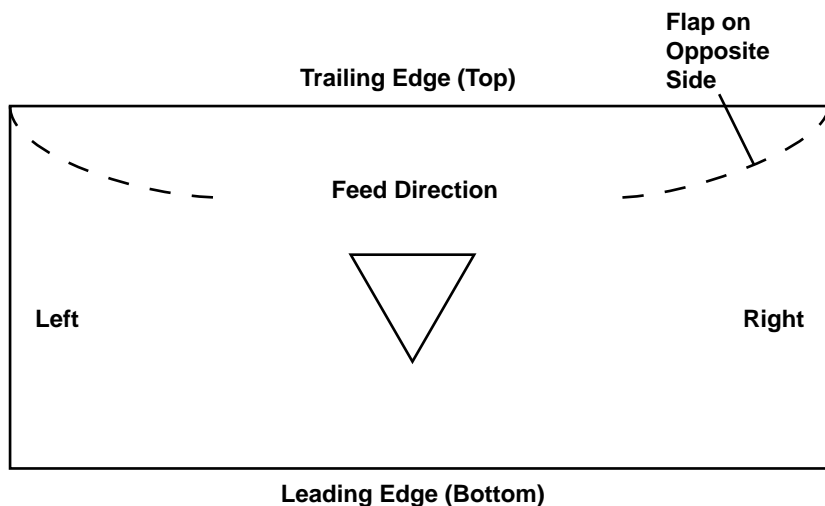 Flap on
Opposite
Side
Trailing Edge (Top)
Feed Direction
Left
Right
Leading Edge (Bottom)